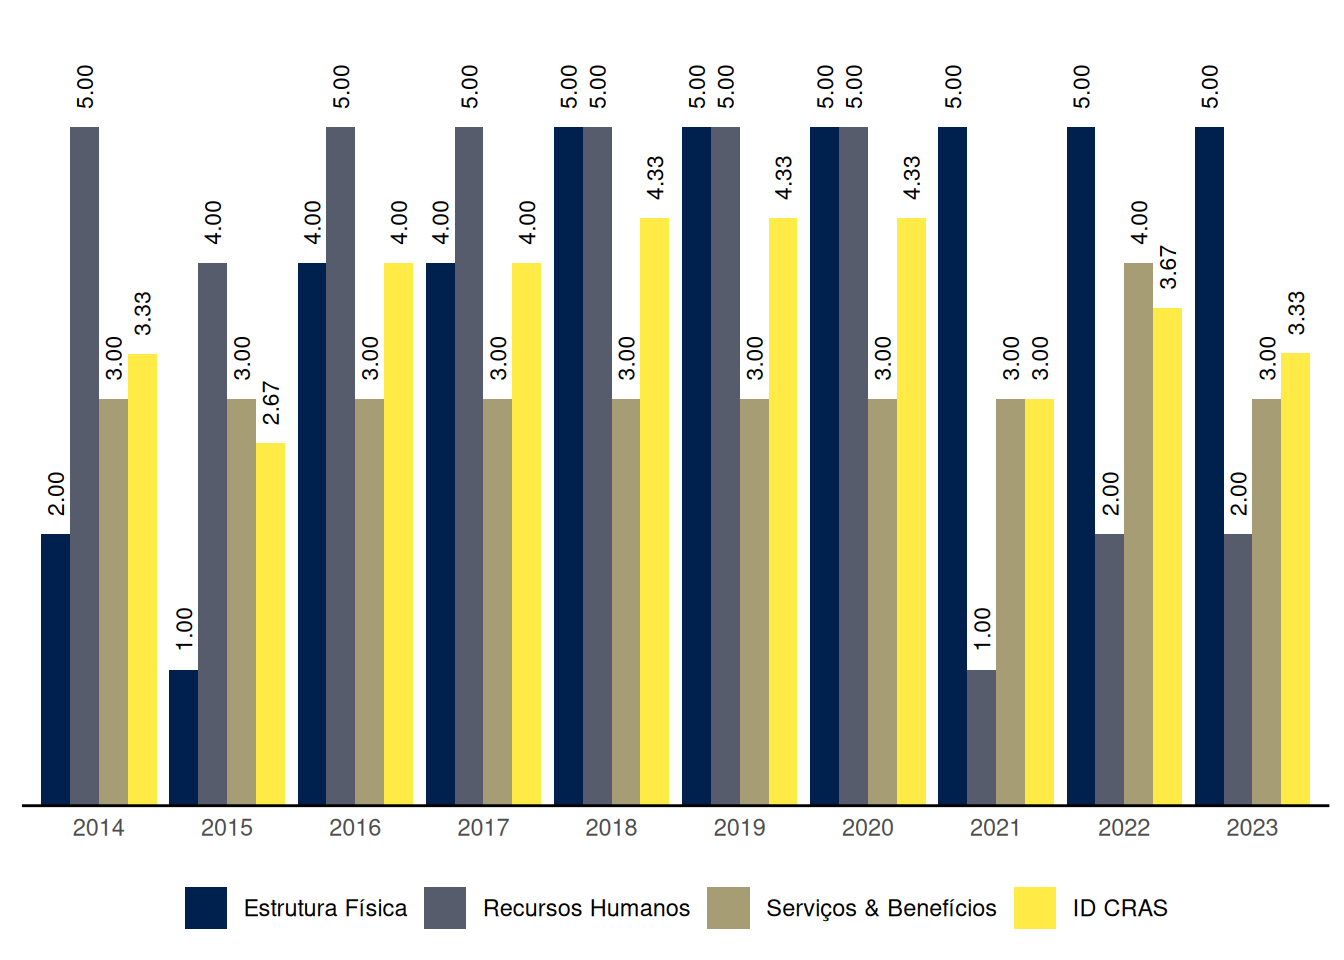 2.00 5.00 3.00 3.33 1.00 4.00 3.00 2.67 4.00 5.00 3.00 4.00 4.00 5.00 3.00 4.00 5.00 5.00 3.00 4.33 5.00 5.00 3.00 4.33 5.00 5.00 3.00 4.33 5.00 1.00 3.00 3.00 5.00 2.00 4.00 3.67 5.00 2.00 3.00 3.33
2014 2015 2016 2017 2018 2019 2020 2021 2022 2023
Estrutura Física Recursos Humanos Serviços & Benefícios ID CRAS